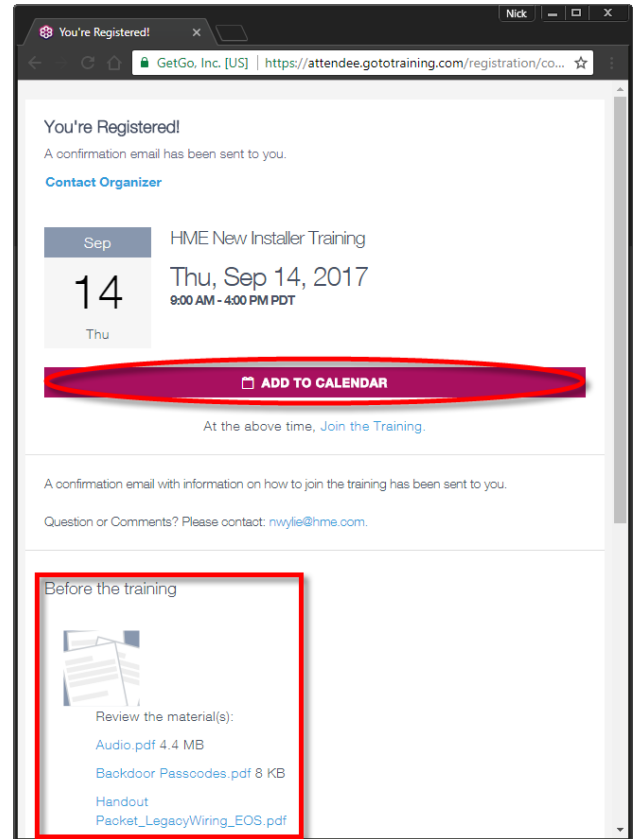 Nick
You're Registered!
GetGo, Inc. [US] | https://attendee.gototraining.com/registration/co...
You're Registered!
A confirmation email has been sent to you.
Contact Organizer
Sep
14
Thu
HME New Installer Training
Thu, Sep 14, 2017
9:00 AM - 4:00 PM PDT
ADD TO CALENDAR
At the above time, Join the Training.
A confirmation email with information on how to join the training has been sent to you.
Question or Comments? Please contact: nwylie@hme.com.
Before the training
Review the material(s):
Audio.pdf 4.4 MB
Backdoor Passcodes.pdf 8 KB
Handout
Packet_LegacyWiring_EOS.pdf